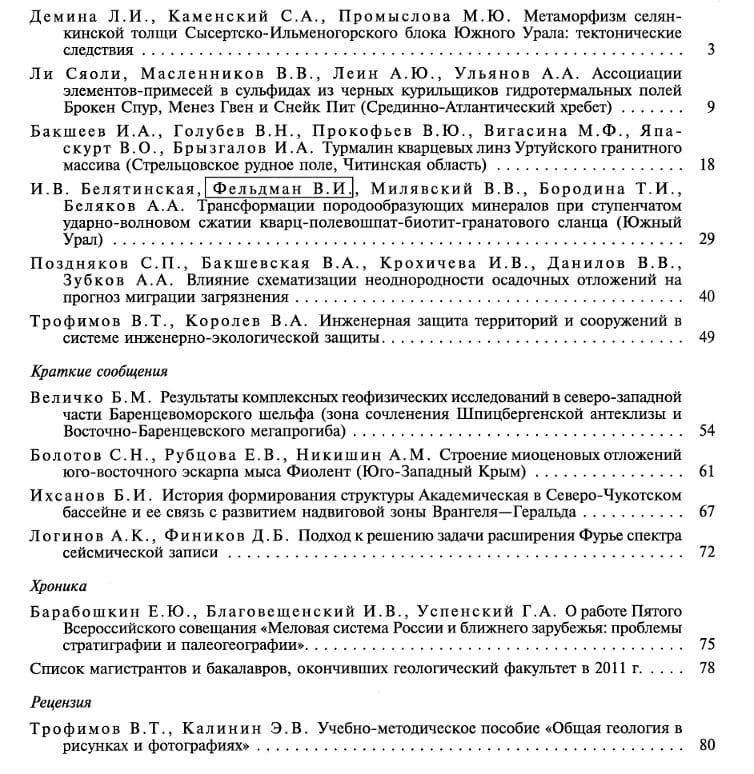 Демина Л.И., Каменский С.А., Промыслова М.Ю. Метаморфизм селян-
кинской толщи Сысертско-Ильменогорского блока Южного Урала: тектонические
следствия . . . . . . . . . . . . . . . . . . . . . . . . . . . . . . . . . . . . . . . . . . 3
Ли Сяоли, Масленников В.В., Леин А.Ю., Ульянов А.А. Ассоциации
элементов-примесей в сульфидах из черных курильщиков гидротермальных полей
Брокен Спур, Менез Гвен и Снейк Пит (Срединно-Атлантический хребет) . . . . . . . 9
Бакшеев И.А., Голубев В.Н., Прокофьев В.Ю., Вигасина М.Ф., Япа-
скурт В.О., Брызгалов И.А. Турмалин кварцевых линз Уртуйского гранитного
массива (Стрельцовское рудное поле, Читинская область) . . . . . . . . . . . . . . . . . 18
И.В. Белятинская, Фельдман В.И., Милявский В.В., Бородина Т.И.,
Беляков А.А. Трансформации породообразующих минералов при ступенчатом
ударно-волновом сжатии кварц-полевошпат-биотит-гранатового сланца (Южный
Урал) . . . . . . . . . . . . . . . . . . . . . . . . . . . . . . . . . . . . . . . . . . . . . 29
Поздняков С.П., Бакшевская В.А., Крохичева И.В., Данилов В.В.,
Зубков А.А. Влияние схематизации неоднородности осадочных отложений на
прогноз миграции загрязнения . . . . . . . . . . . . . . . . . . . . . . . . . . . . . . 40
Трофимов В.Т., Королев В.А. Инженерная защита территорий и сооружений в
системе инженерно-экологической защиты. . . . . . . . . . . . . . . . . . . . . . . . 49
Краткие сообщения
Величко Б.М. Результаты комплексных геофизических исследований в северо-западной
части Баренцевоморского шельфа (зона сочленения Шпицбергенской антеклизы и
Восточно-Баренцевского мегапрогиба) . . . . . . . . . . . . . . . . . . . . . . . . . . 54
Болотов С.Н., Рубцова Е.В., Никишин А.М. Строение миоценовых отложений
юго-восточного эскарпа мыса Фиолент (Юго-Западный Крым) . . . . . . . . . . . . . 61
Ихсанов Б.И. История формирования структуры Академическая в Северо-Чукотском
бассейне и ее связь с развитием надвиговой зоны Врангеля—Геральда . . . . . . . . . 67
Логинов А.К., Фиников Д.Б. Подход к решению задачи расширения Фурье спектра
сейсмической записи . . . . . . . . . . . . . . . . . . . . . . . . . . . . . . . . . . . 72
Хроника
Барабошкин Е.Ю., Благовещенский И.В., Успенский Г.А. О работе Пятого
Всероссийского совещания «Меловая система России и ближнего зарубежья: проблемы
стратиграфии и палеогеографии». . . . . . . . . . . . . . . . . . . . . . . . . . . . . . 75
Список магистрантов и бакалавров, окончивших геологический факультет в 2011 г. . . . . 78
Рецензия
Трофимов В.Т., Калинин Э.В. Учебно-методическое пособие «Общая геология в
рисунках и фотографиях» . . . . . . . . . . . . . . . . . . . . . . . . . . . . . . . . . 80